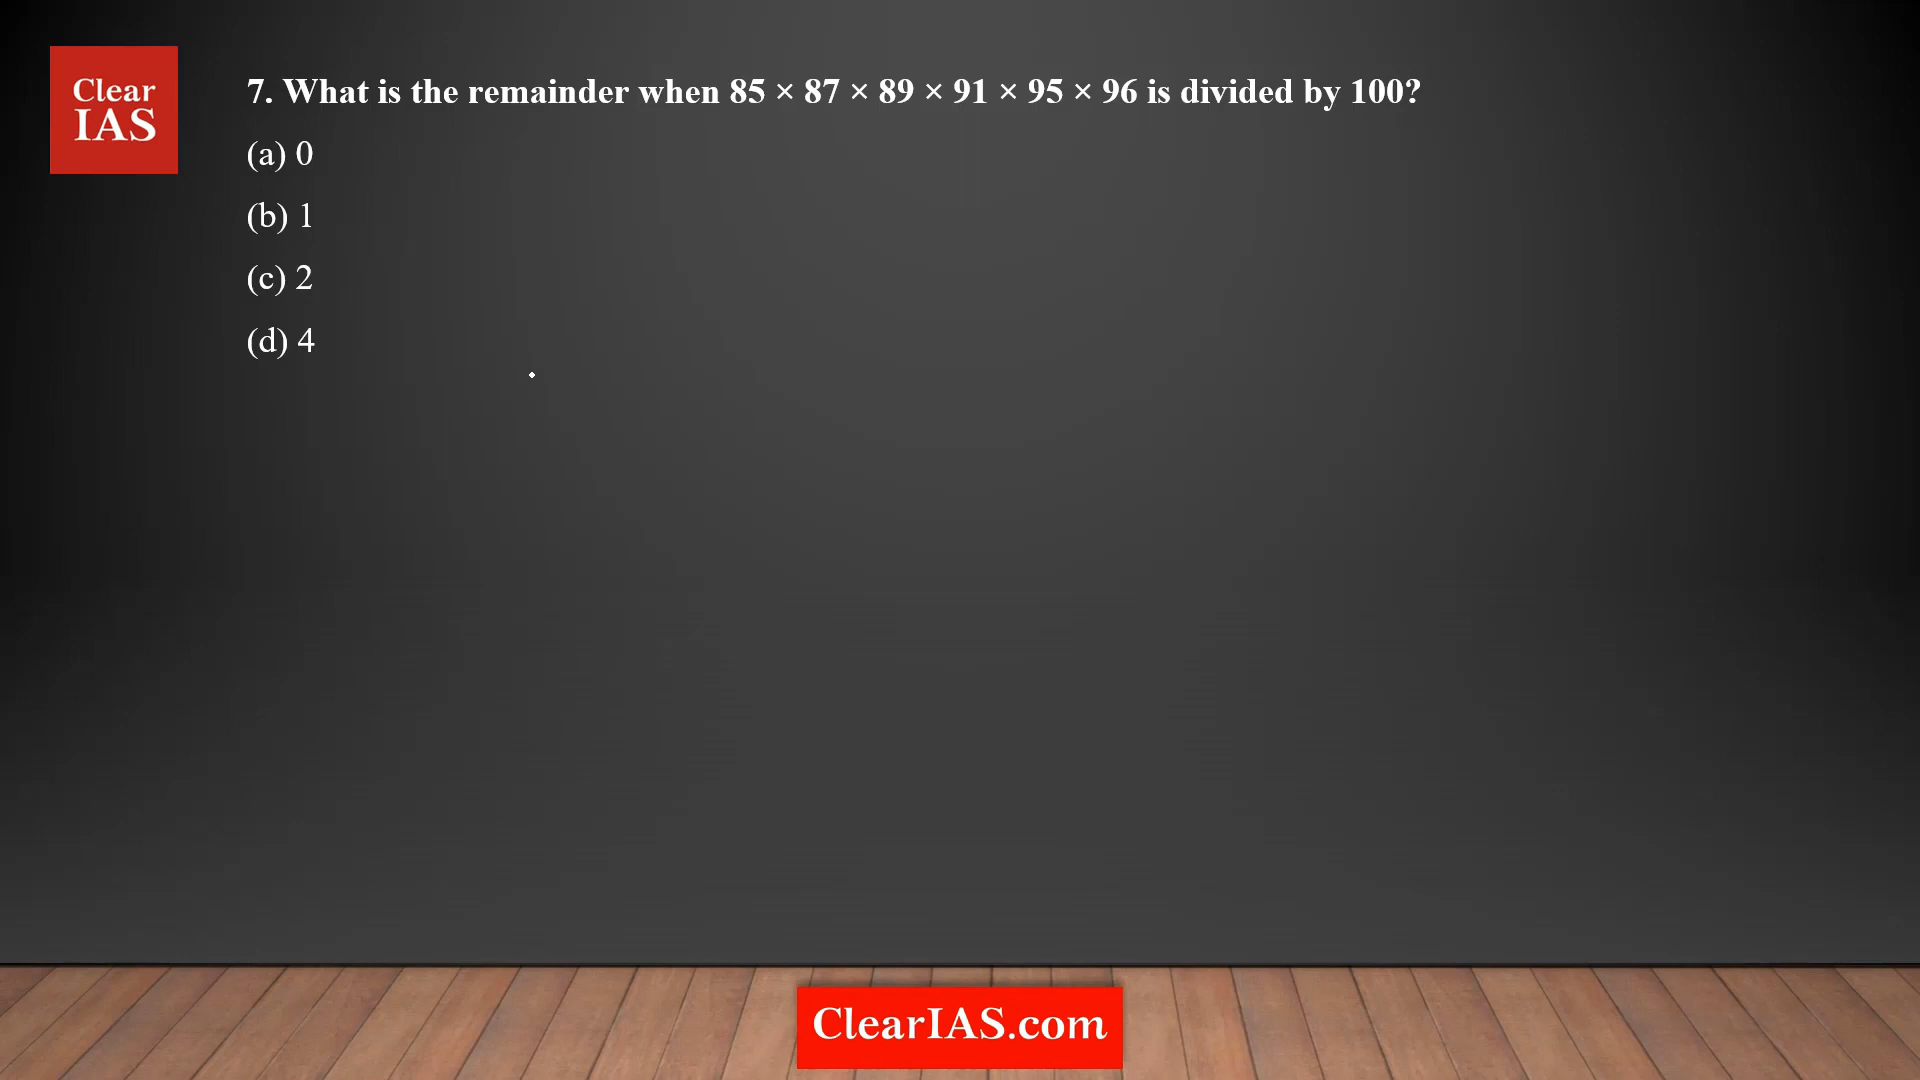 Clear
IAS
7. What is the remainder when 85 × 87 × 89 × 91 × 95 × 96 is divided by 100?
(a) 0
(b) 1
(c) 2
(d) 4
ClearIAS.com